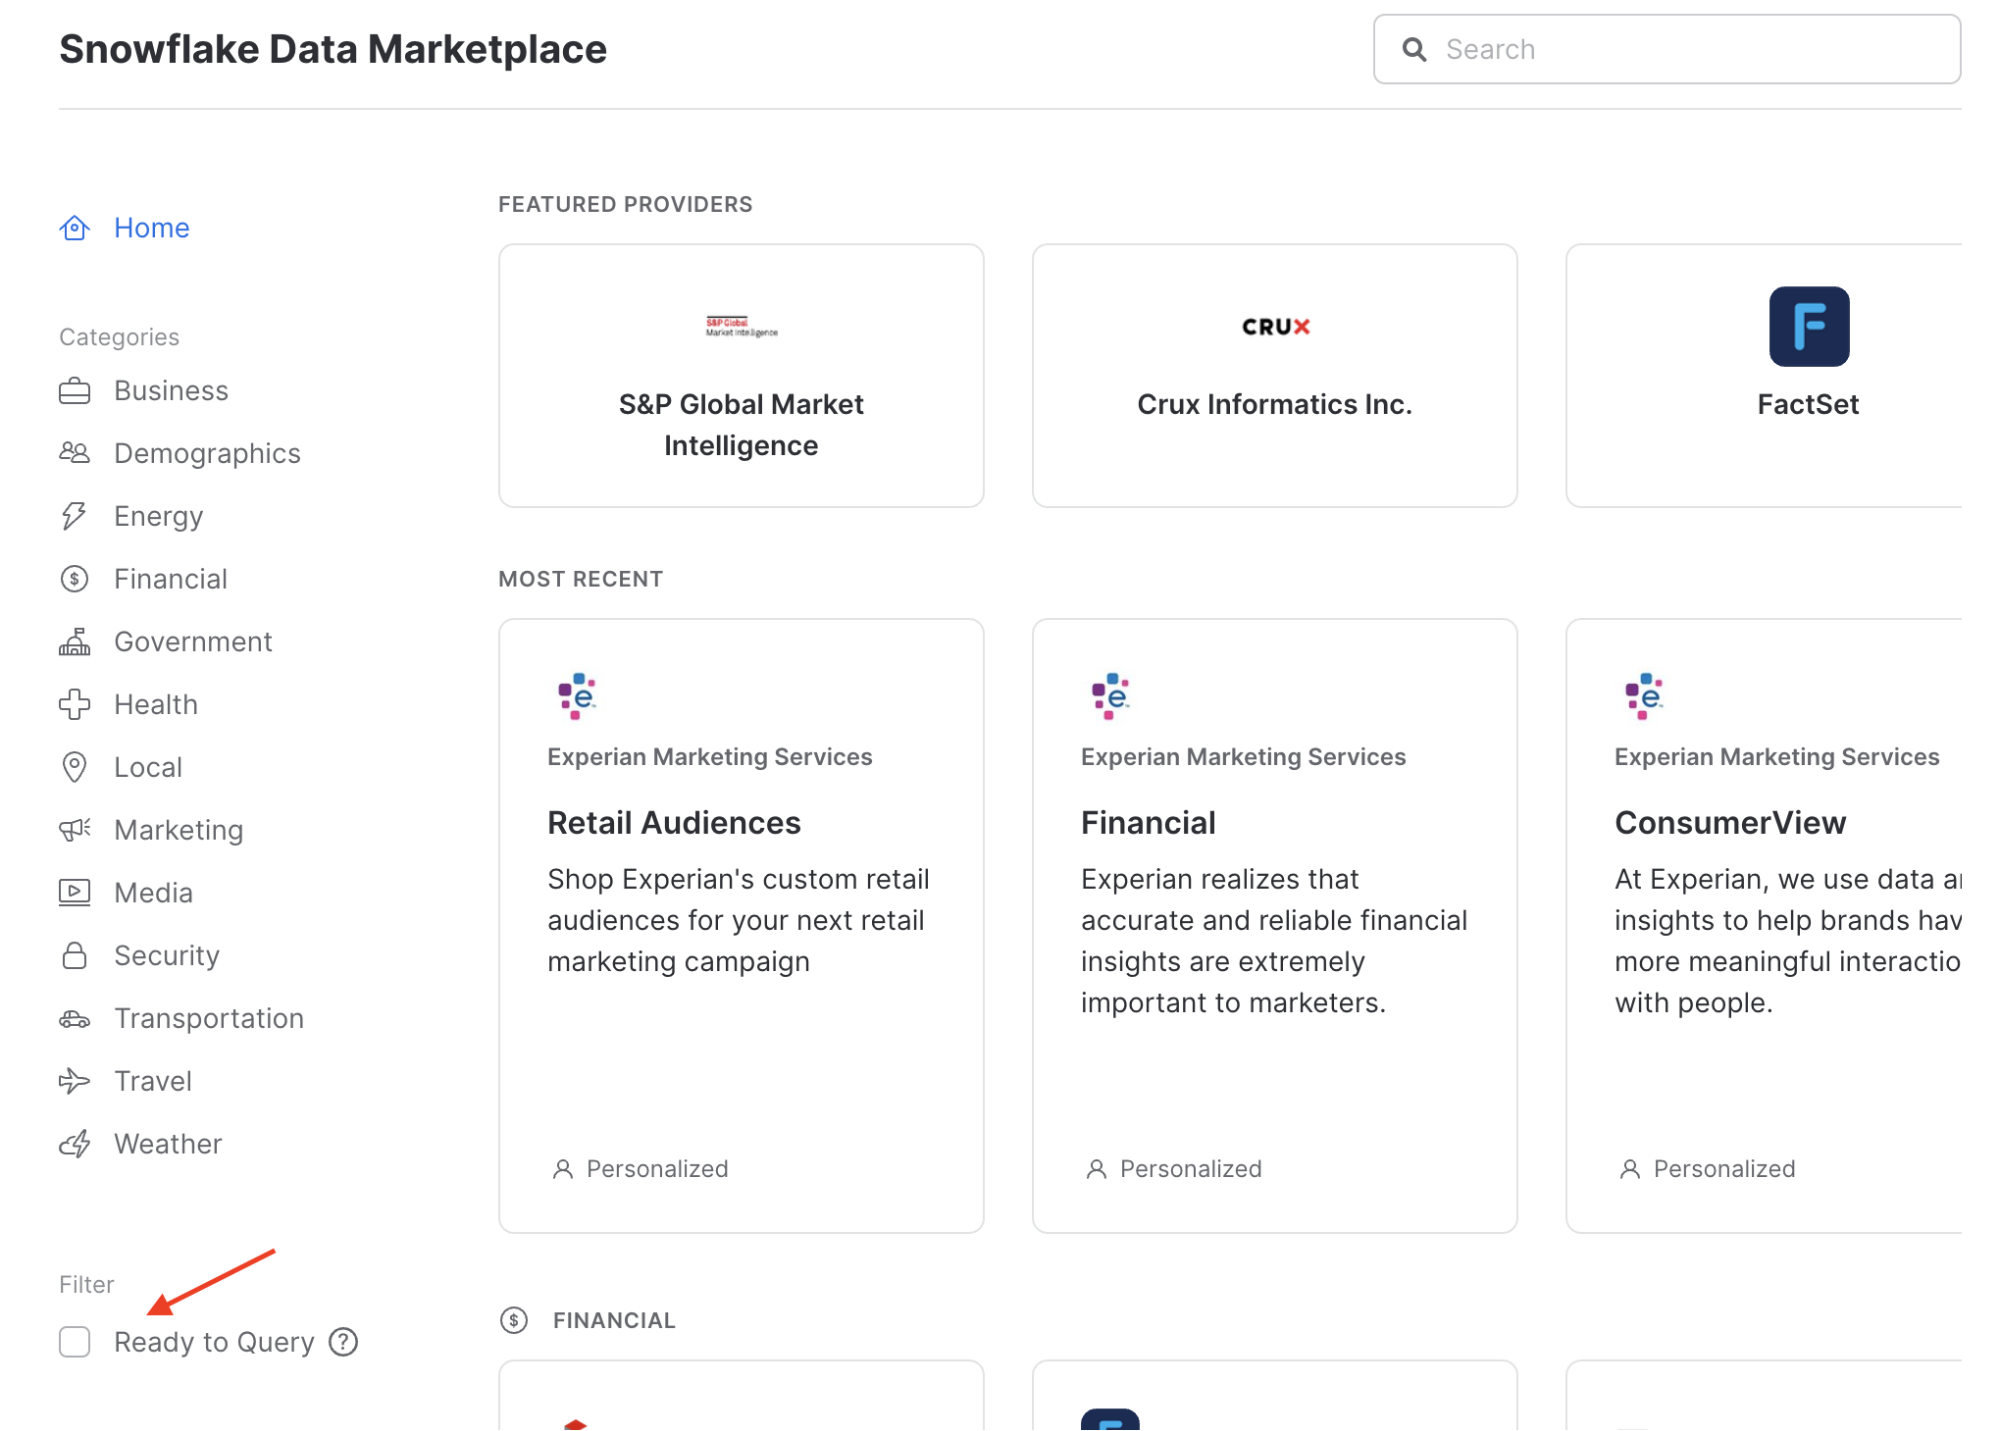 Snowflake Data Marketplace
Search
Home
Categories
Business
Demographics
Energy
Financial
Government
Health
Local
Marketing
Media
Security
Transportation
Travel
Weather
Filter
Ready to Query ?
FEATURED PROVIDERS
S&P Global
Market Intelligence
S&P Global Market
Intelligence
CRUX
Crux Informatics Inc.
F
FactSet
MOST RECENT
e
Experian Marketing Services
Retail Audiences
Shop Experian's custom retail
audiences for your next retail
marketing campaign
Personalized
e
Experian Marketing Services
Financial
Experian realizes that
accurate and reliable financial
insights are extremely
important to marketers.
Personalized
e
Experian Marketing Services
ConsumerView
At Experian, we use data
insights to help brands hav
more meaningful interactio
with people.
Personalized
$ FINANCIAL